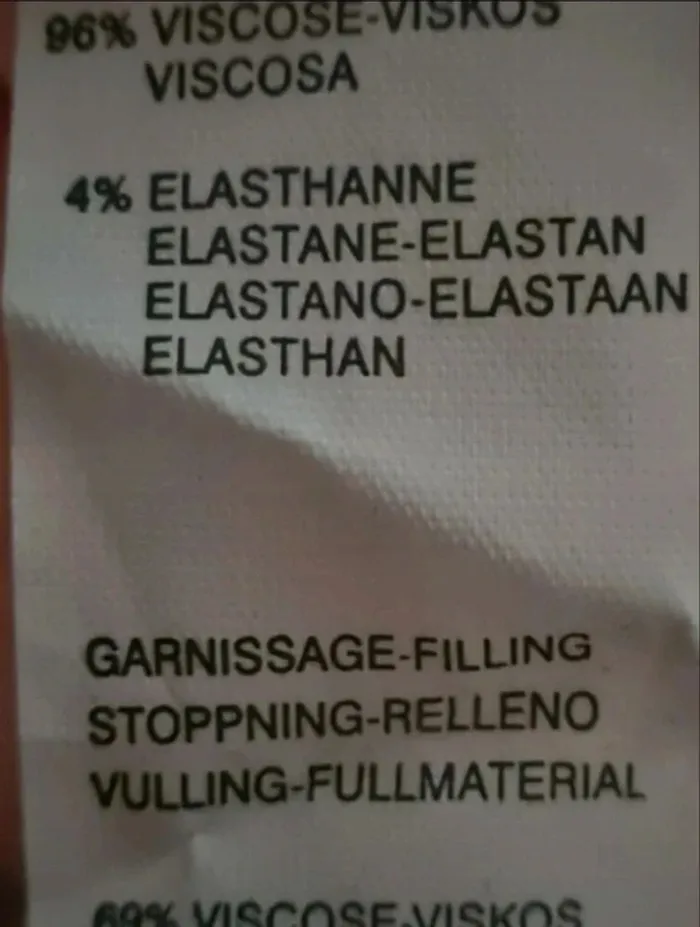 96% VISCOSE-VISKOS
VISCOSA
4% ELASTHANNE
ELASTANE-ELASTAN
ELASTANO-ELASTAAN
ELASTHAN
GARNISSAGE-FILLING
STOPPNING-RELLENO
VULLING-FULLMATERIAL
69% VISCOSE-VISKOS